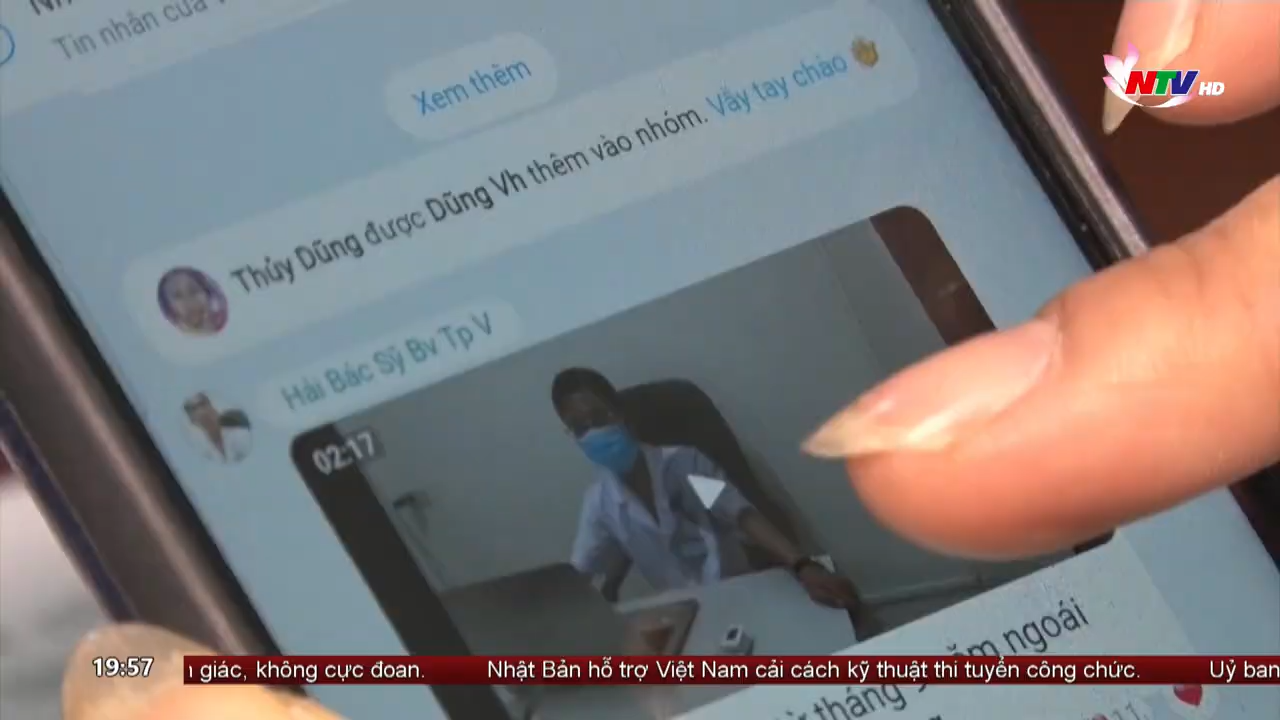 Tin nhắn của
NTV HD
Xem thêm
Thủy Dũng được Dũng Vh thêm vào nhóm. Vẫy tay chào 👋
Hải Bác Sỹ Bv Tp V
02:17
ngoái
tháng
19:57
giác, không cực đoan. Nhật Bản hỗ trợ Việt Nam cải cách kỹ thuật thi tuyển công chức. Uỷ ban